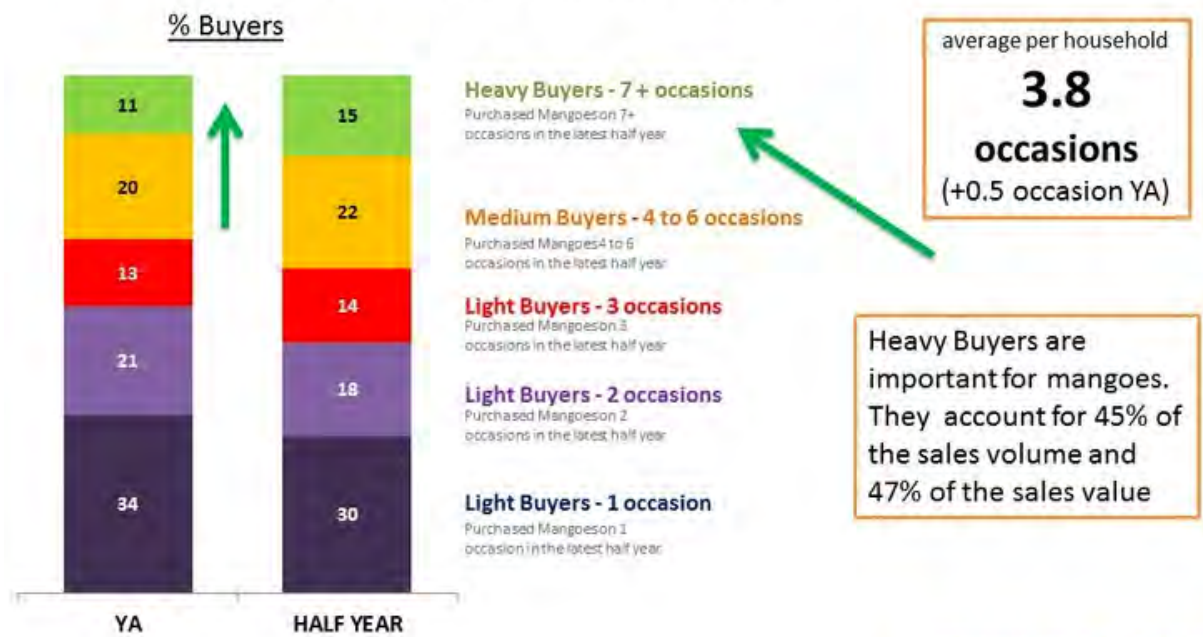 % Buyers
11
20
13
21
34
YA
15
22
14
18
30
HALF YEAR
Heavy Buyers - 7 + occasions
Purchased Mangoes on 7+
occasions in the latest half year
Medium Buyers - 4 to 6 occasions
Purchased Mangoes4 to 6
occasions in the latest half year
Light Buyers - 3 occasions
Purchased Mangoeson 3
occasions in the latest half year
Light Buyers - 2 occasions
Purchased Mangoeson 2
occasions in the latest half year
Light Buyers - 1 occasion
Purchased Mangoeson 1
occasion in the latest half year
average per household
3.8
occasions
(+0.5 occasion YA)
Heavy Buyers are
important for mangoes.
They account for 45% of
the sales volume and
47% of the sales value